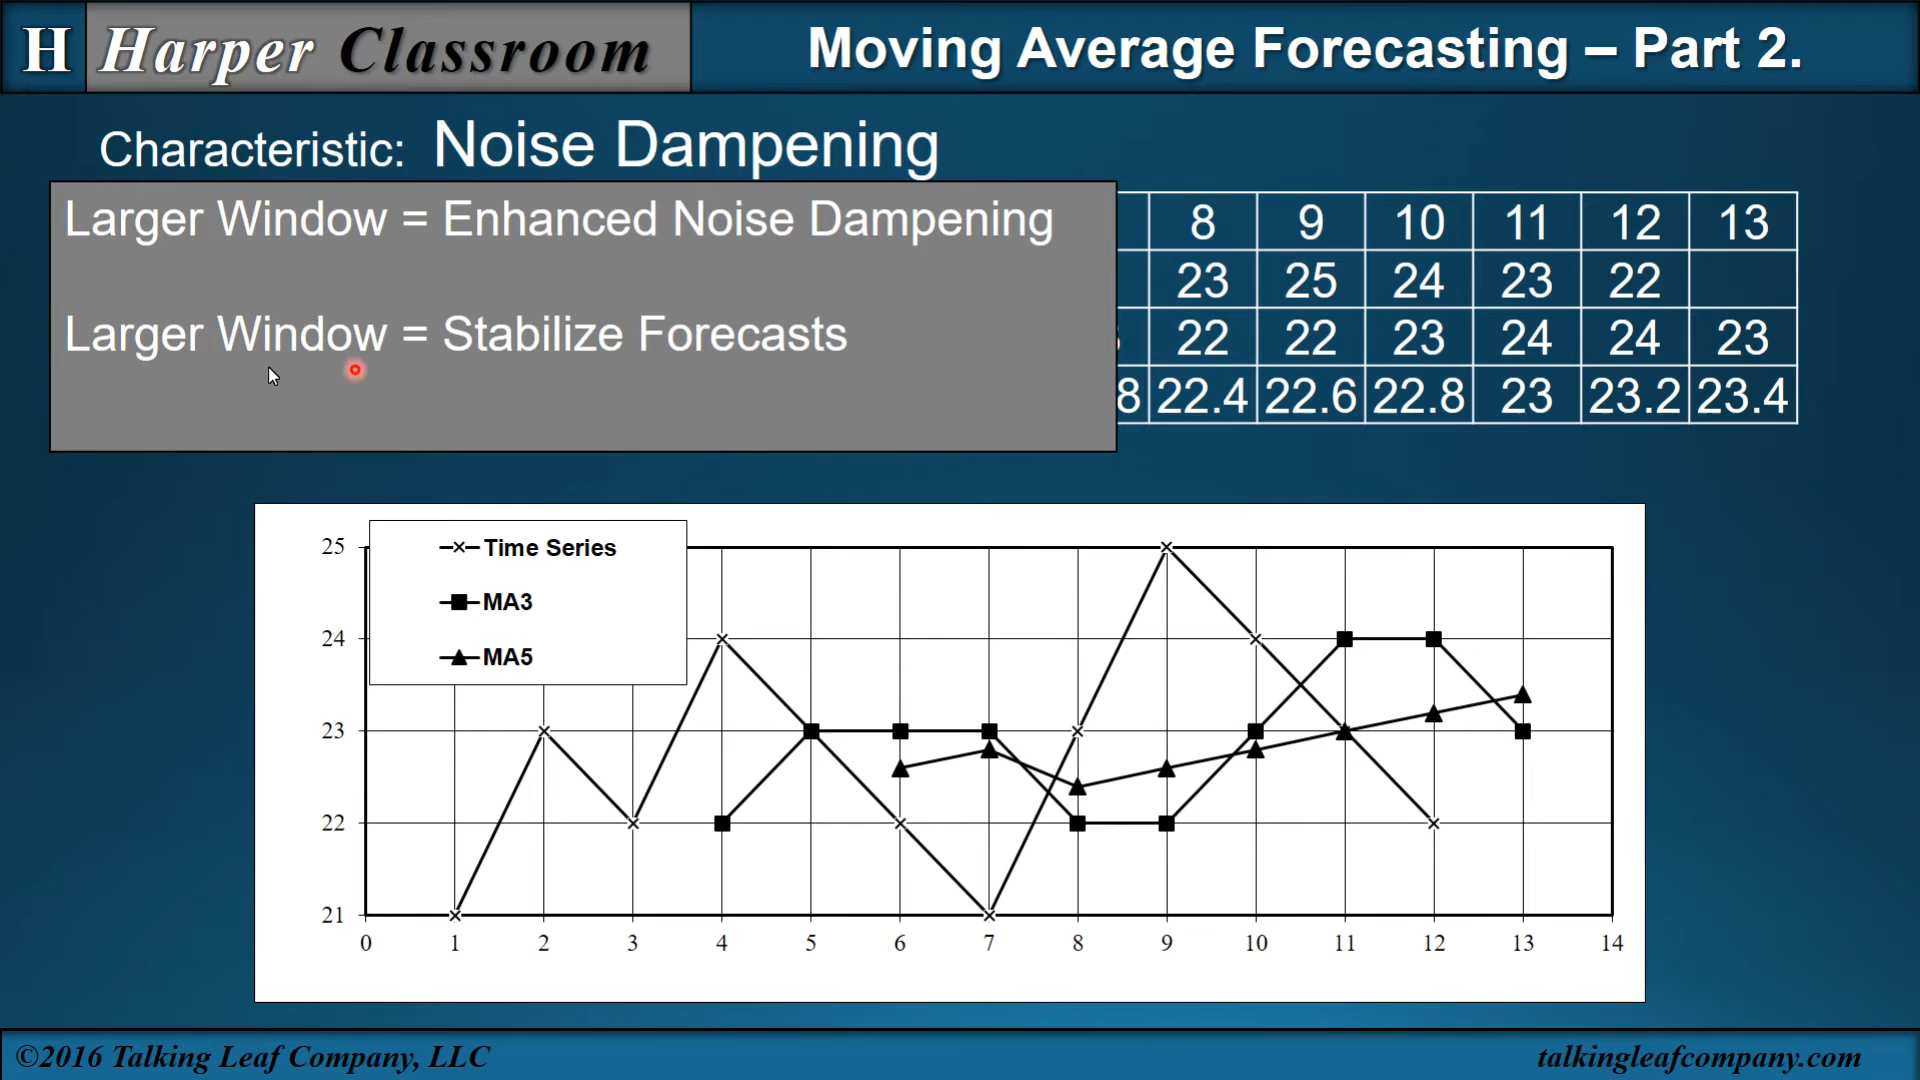 H Harper Classroom
Moving Average Forecasting – Part 2.
Characteristic: Noise Dampening
Larger Window = Enhanced Noise Dampening
Larger Window = Stabilize Forecasts
8 9 10 11 12 13
23 25 24 23 22
22 22 23 24 24 23
8 22.4 22.6 22.8 23 23.2 23.4
Time Series
MA3
MA5
25
24
23
22
21
0 1 2 3 4 5 6 7 8 9 10 11 12 13 14
©2016 Talking Leaf Company, LLC
talkingleafcompany.com